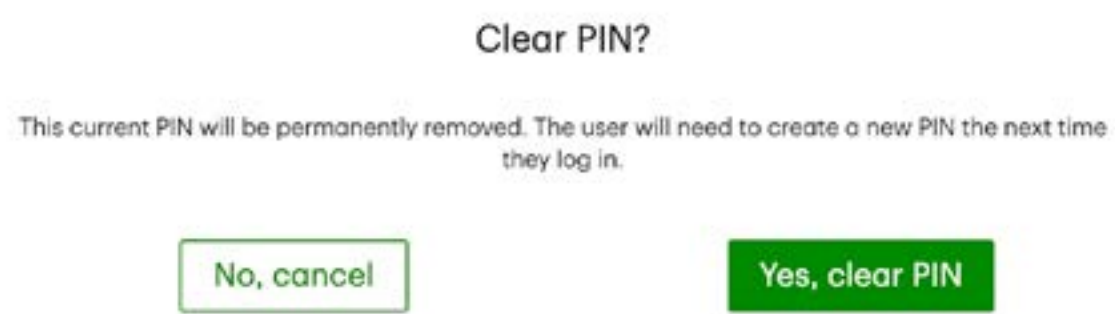 Clear PIN?
This current PIN will be permanently removed. The user will need to create a new PIN the next time
they log in.
No, cancel
Yes, clear PIN